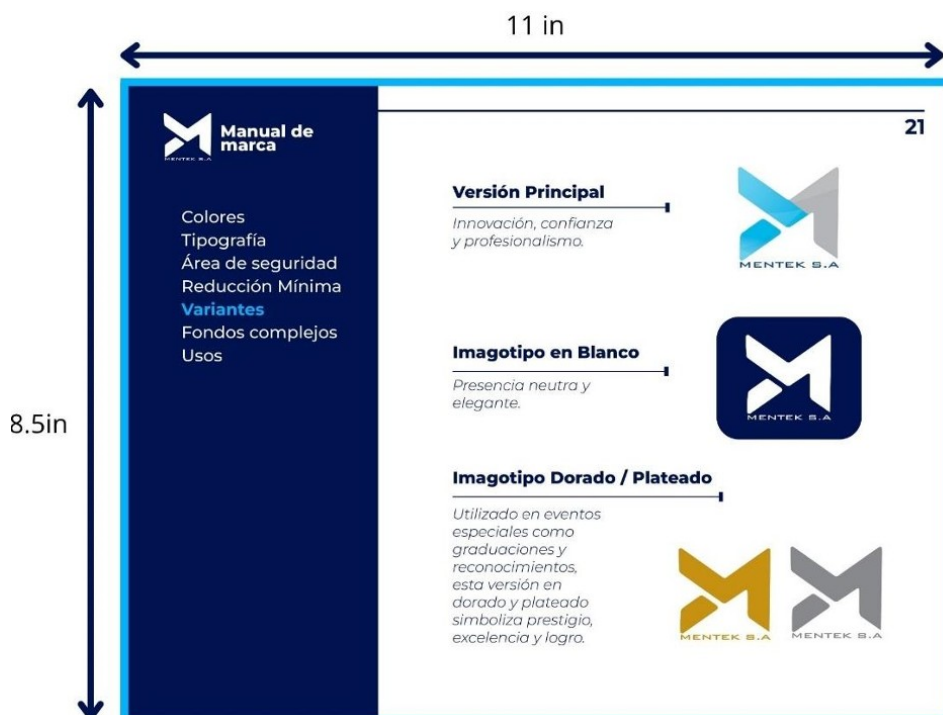 11 in
8.5in
MENTEK S.A
Manual de
marca
Colores
Tipografía
Área de seguridad
Reducción Mínima
Variantes
Fondos complejos
Usos
21
Versión Principal
Innovación, confianza
y profesionalismo.
MENTEK S.A
Imagotipo en Blanco
Presencia neutra y
elegante.
MENTEK S.A
Imagotipo Dorado / Plateado
Utilizado en eventos
especiales como
graduaciones y
reconocimientos,
esta versión en
dorado y plateado
simboliza prestigio,
excelencia y logro.
MENTEK S.A
MENTEK S.A